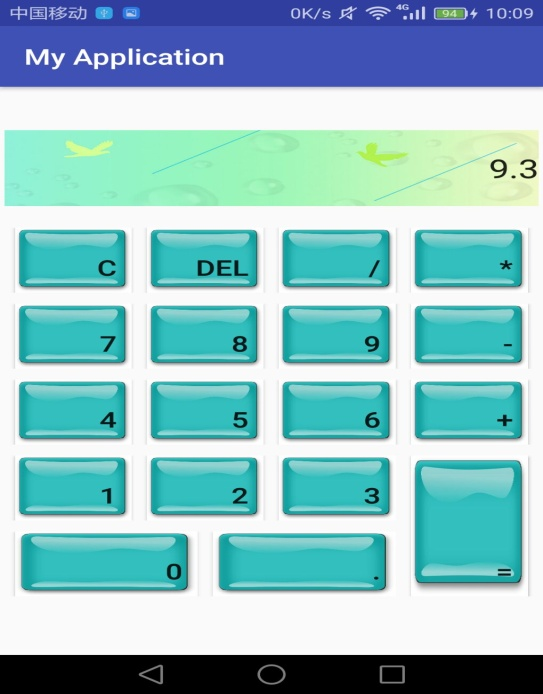 中国移动 0K/s 4G 94 10:09
My Application
9.3
C DEL / *
7 8 9 -
4 5 6 +
1 2 3
0 . =